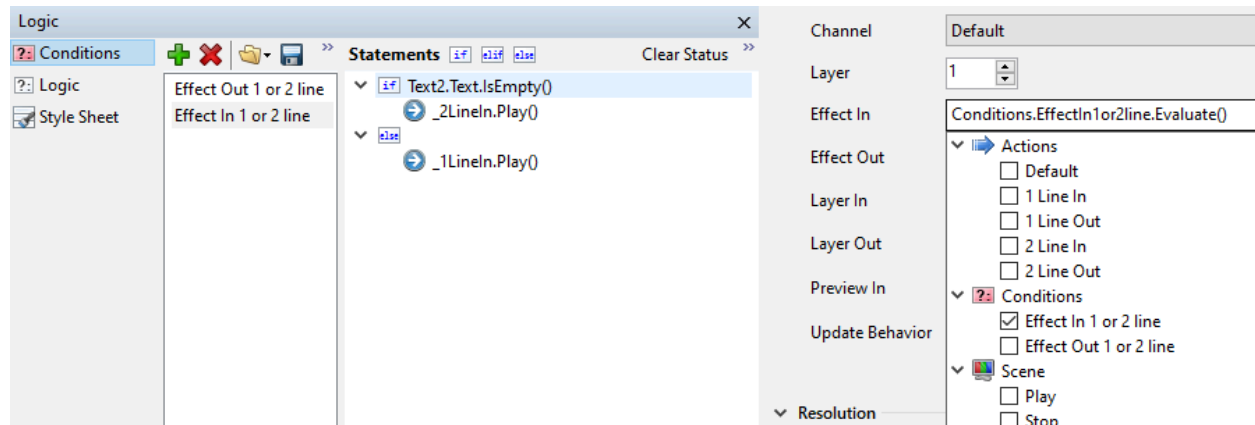 Logic
Conditions
Logic
Style Sheet
Effect Out 1 or 2 line
Effect In 1 or 2 line
Statements if elif else Clear Status
if Text2.Text.IsEmpty()
_2LineIn.Play()
else
_1LineIn.Play()
Channel Default
Layer 1
Effect In Conditions.EffectIn1or2line.Evaluate()
Effect Out
Layer In
Layer Out
Preview In
Update Behavior
Resolution
Actions
Default
1 Line In
1 Line Out
2 Line In
2 Line Out
Conditions
Effect In 1 or 2 line
Effect Out 1 or 2 line
Scene
Play
Stop